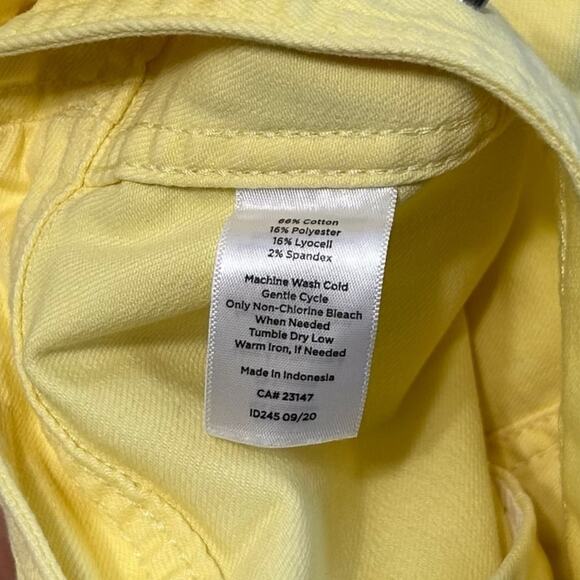 66% Cotton
16% Polyester
16% Lyocell
2% Spandex
Machine Wash Cold
Gentle Cycle
Only Non-Chlorine Bleach
When Needed
Tumble Dry Low
Warm Iron, If Needed
Made in Indonesia
CA# 23147
ID245 09/20